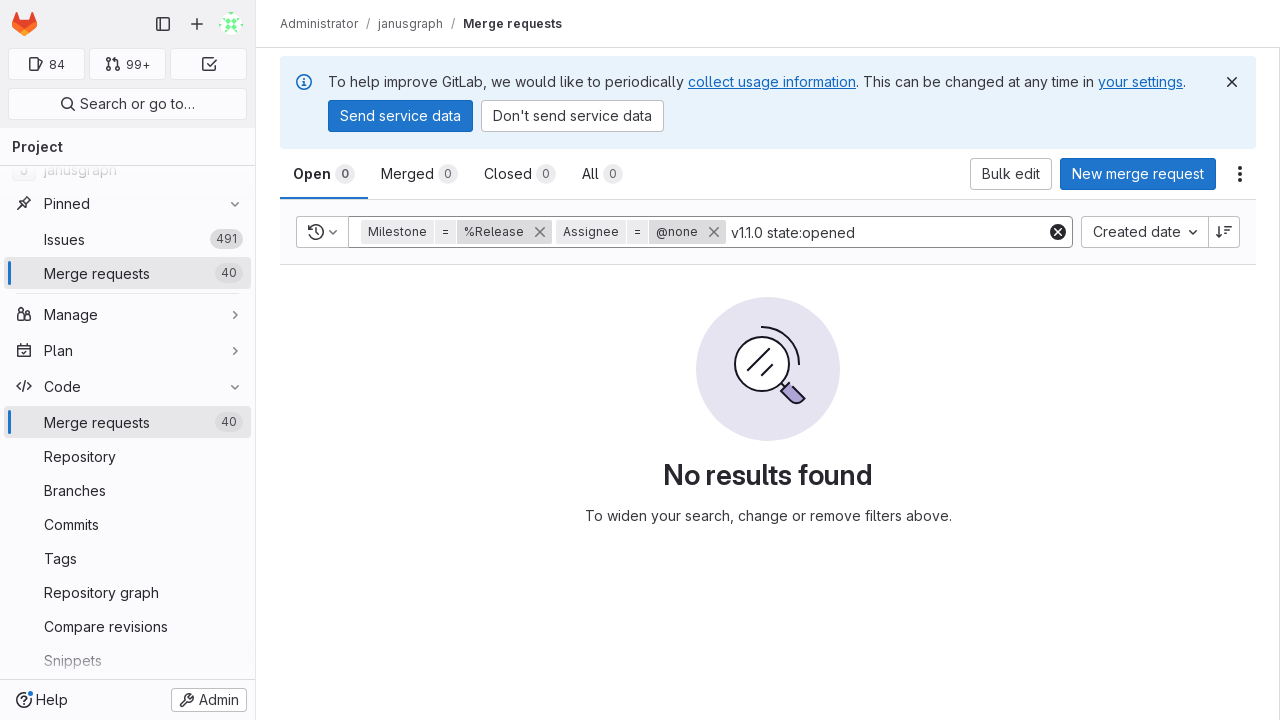 Administrator / janusgraph / Merge requests
84
99+
Search or go to…
Project
janusgraph
Pinned
Issues 491
Merge requests 40
Manage
Plan
Code
Merge requests 40
Repository
Branches
Commits
Tags
Repository graph
Compare revisions
Snippets
Help
Admin
To help improve GitLab, we would like to periodically collect usage information. This can be changed at any time in your settings.
Send service data
Don't send service data
Open 0
Merged 0
Closed 0
All 0
Bulk edit
New merge request
Milestone = %Release
Assignee = @none
v1.1.0 state:opened
Created date
No results found
To widen your search, change or remove filters above.